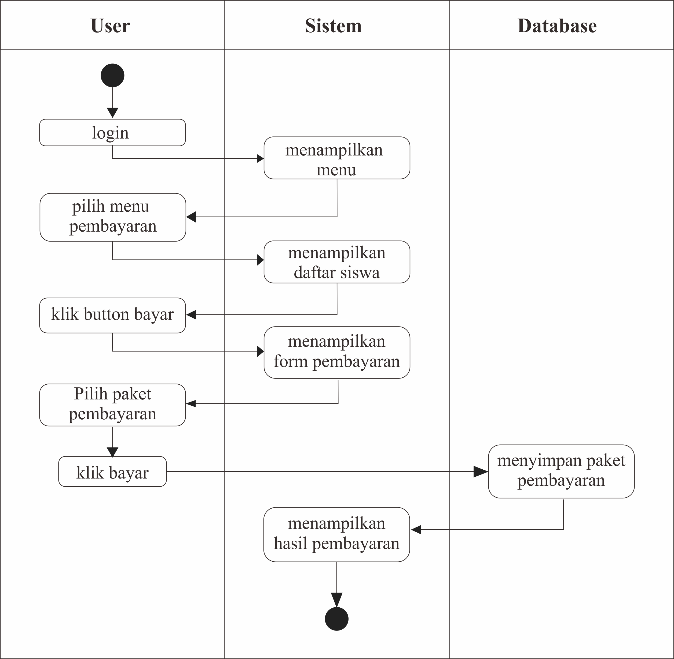 User
Sistem
Database
login
menampilkan
menu
pilih menu
pembayaran
menampilkan
daftar siswa
klik button bayar
menampilkan
form pembayaran
Pilih paket
pembayaran
klik bayar
menyimpan paket
pembayaran
menampilkan
hasil pembayaran